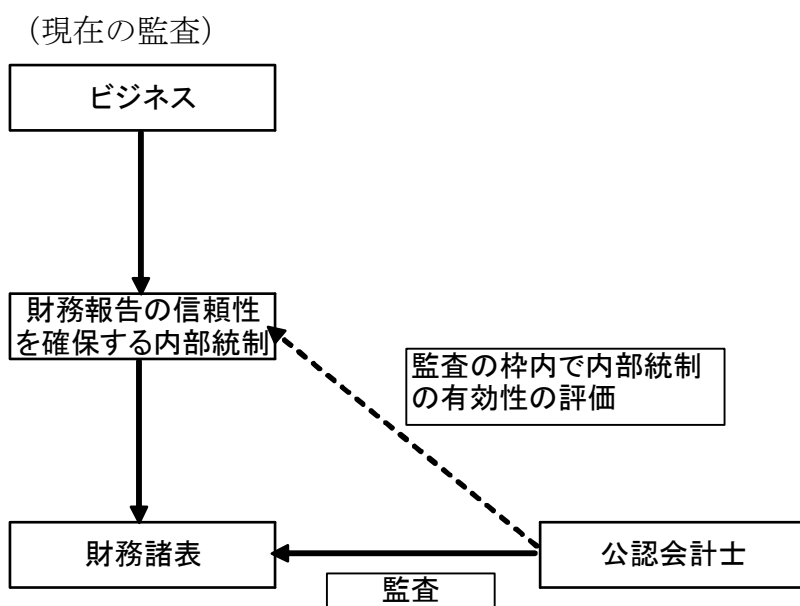 (現在の監査)
ビジネス
財務報告の信頼性
を確保する内部統制
監査の枠内で内部統制
の有効性の評価
財務諸表
公認会計士
監査